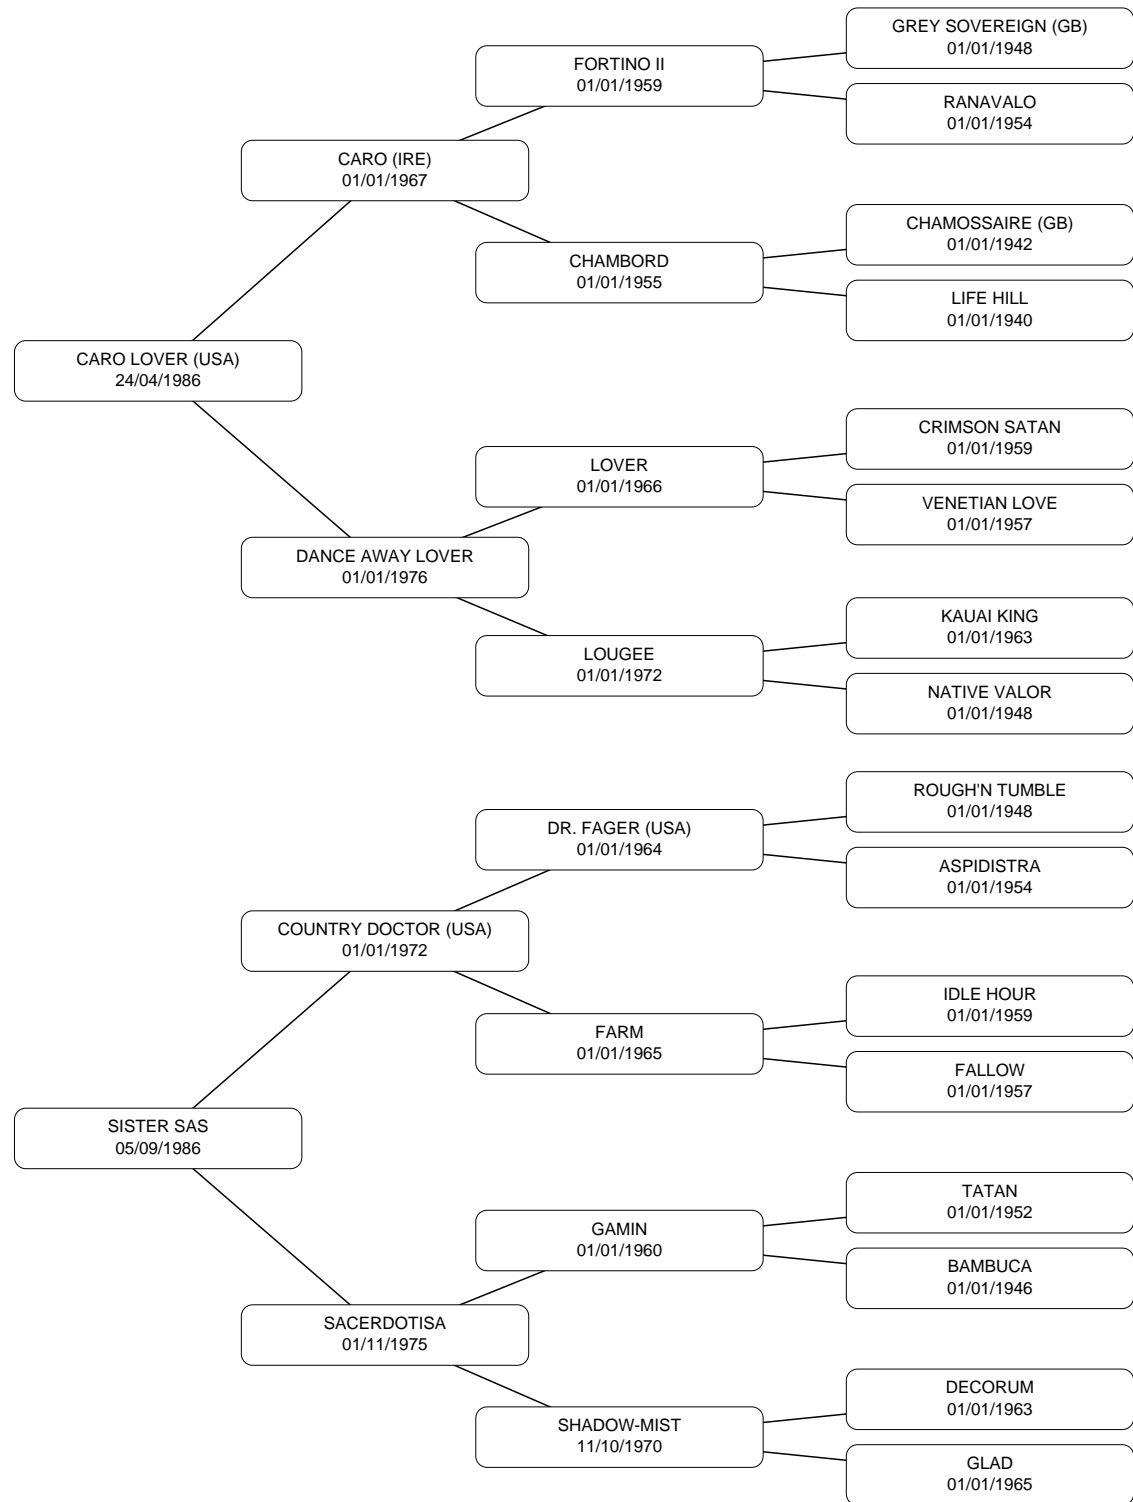 GREY SOVEREIGN (GB)
01/01/1948
FORTINO II
01/01/1959
RANAVALO
01/01/1954
CARO (IRE)
01/01/1967
CHAMOSSAIRE (GB)
01/01/1942
CHAMBORD
01/01/1955
LIFE HILL
01/01/1940
CARO LOVER (USA)
24/04/1986
CRIMSON SATAN
01/01/1959
LOVER
01/01/1966
VENETIAN LOVE
01/01/1957
DANCE AWAY LOVER
01/01/1976
KAUAI KING
01/01/1963
LOUGEE
01/01/1972
NATIVE VALOR
01/01/1948
ROUGH'N TUMBLE
01/01/1948
DR. FAGER (USA)
01/01/1964
ASPIDISTRA
01/01/1954
COUNTRY DOCTOR (USA)
01/01/1972
IDLE HOUR
01/01/1959
FARM
01/01/1965
FALLOW
01/01/1957
SISTER SAS
05/09/1986
TATAN
01/01/1952
GAMIN
01/01/1960
BAMBUCA
01/01/1946
SACERDOTISA
01/11/1975
DECORUM
01/01/1963
SHADOW-MIST
11/10/1970
GLAD
01/01/1965